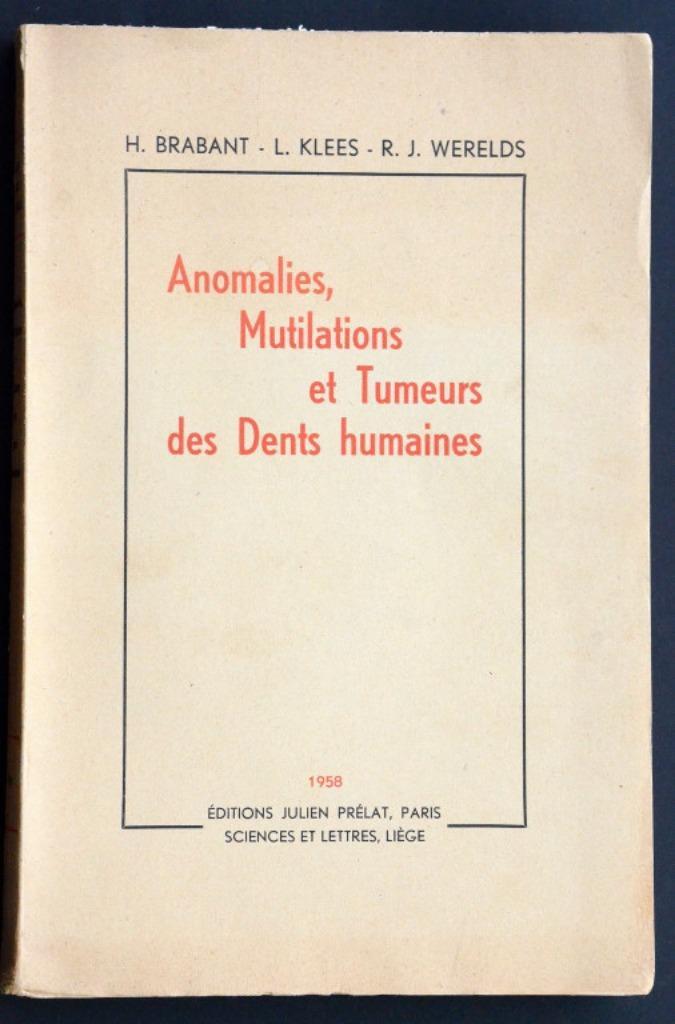 H. BRABANT - L. KLEES - R. J. WERELDS
Anomalies,
Mutilations
et Tumeurs
des Dents humaines
1958
ÉDITIONS JULIEN PRÉLAT, PARIS
SCIENCES ET LETTRES, LIÈGE